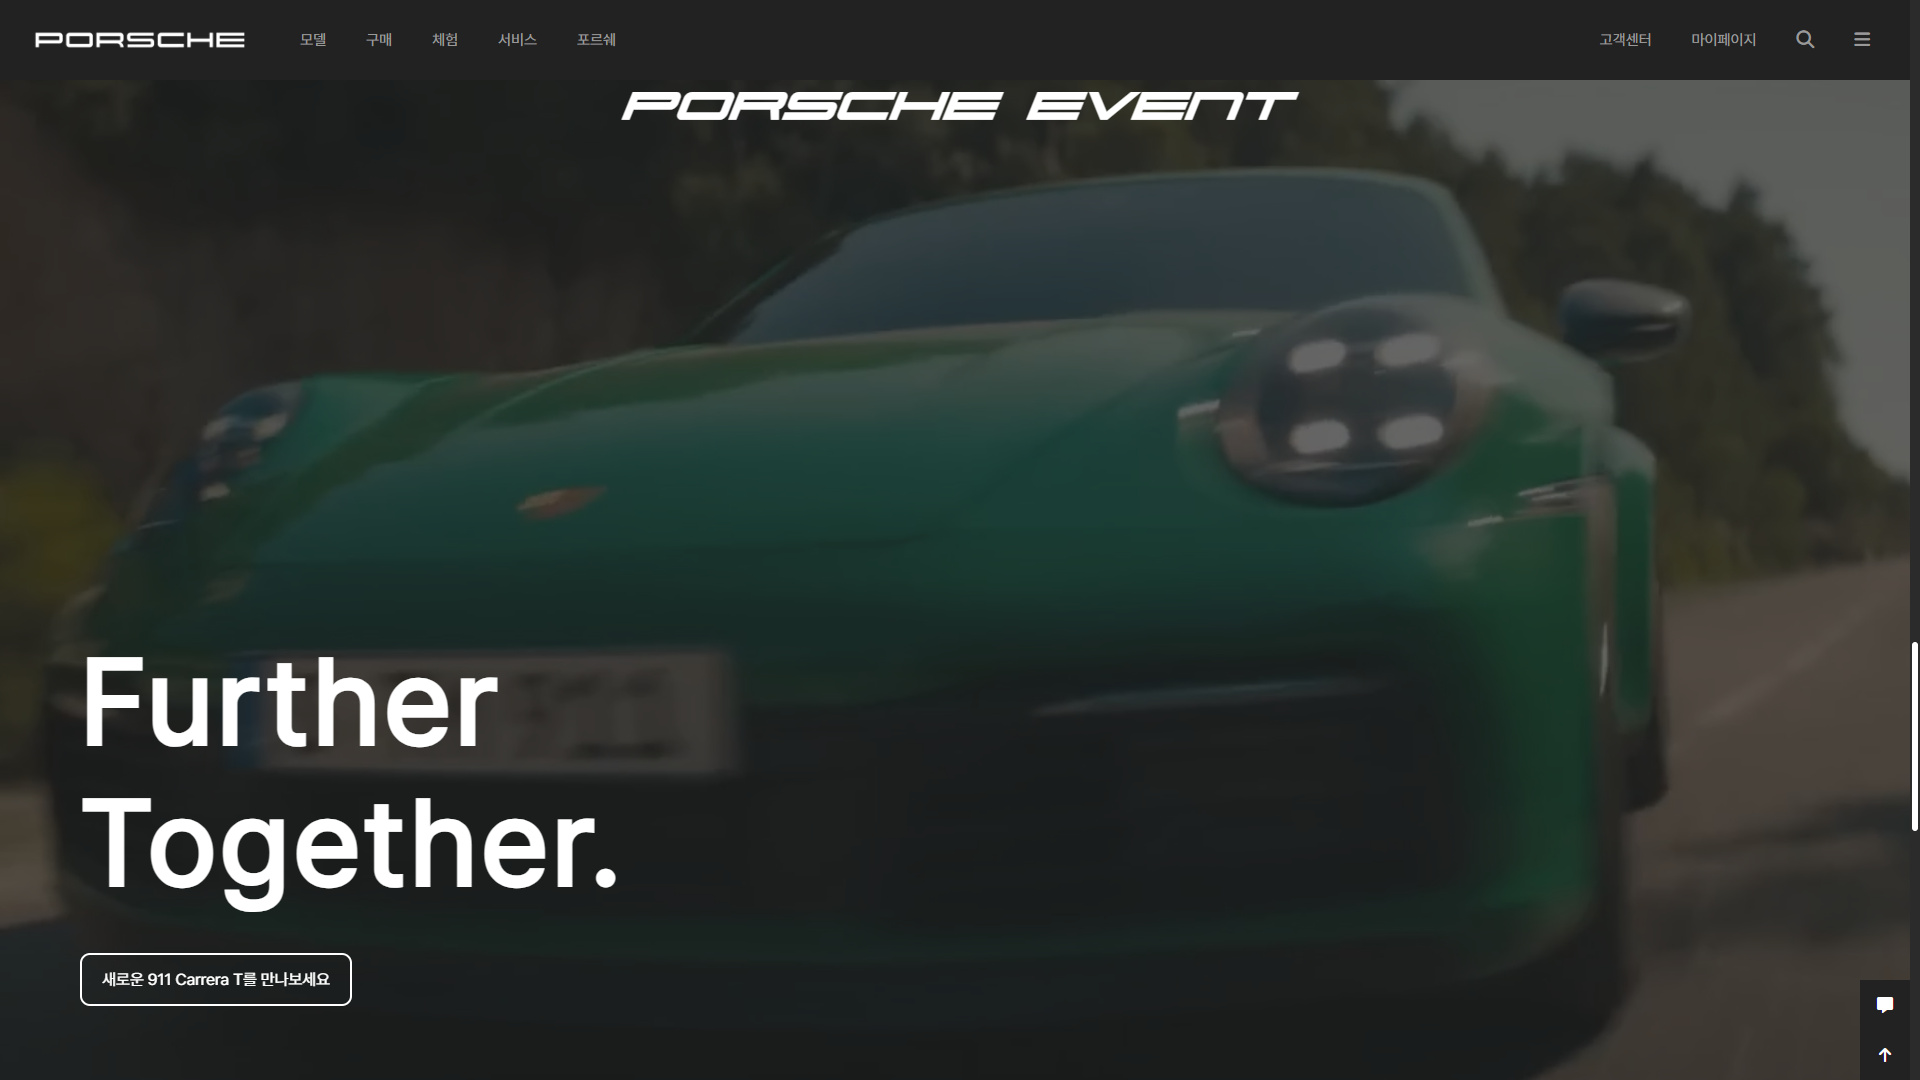 PORSCHE
모델
구매
체험
서비스
포르쉐
고객센터
마이페이지
PORSCHE EVENT
Further
Together.
새로운 911 Carrera T를 만나보세요